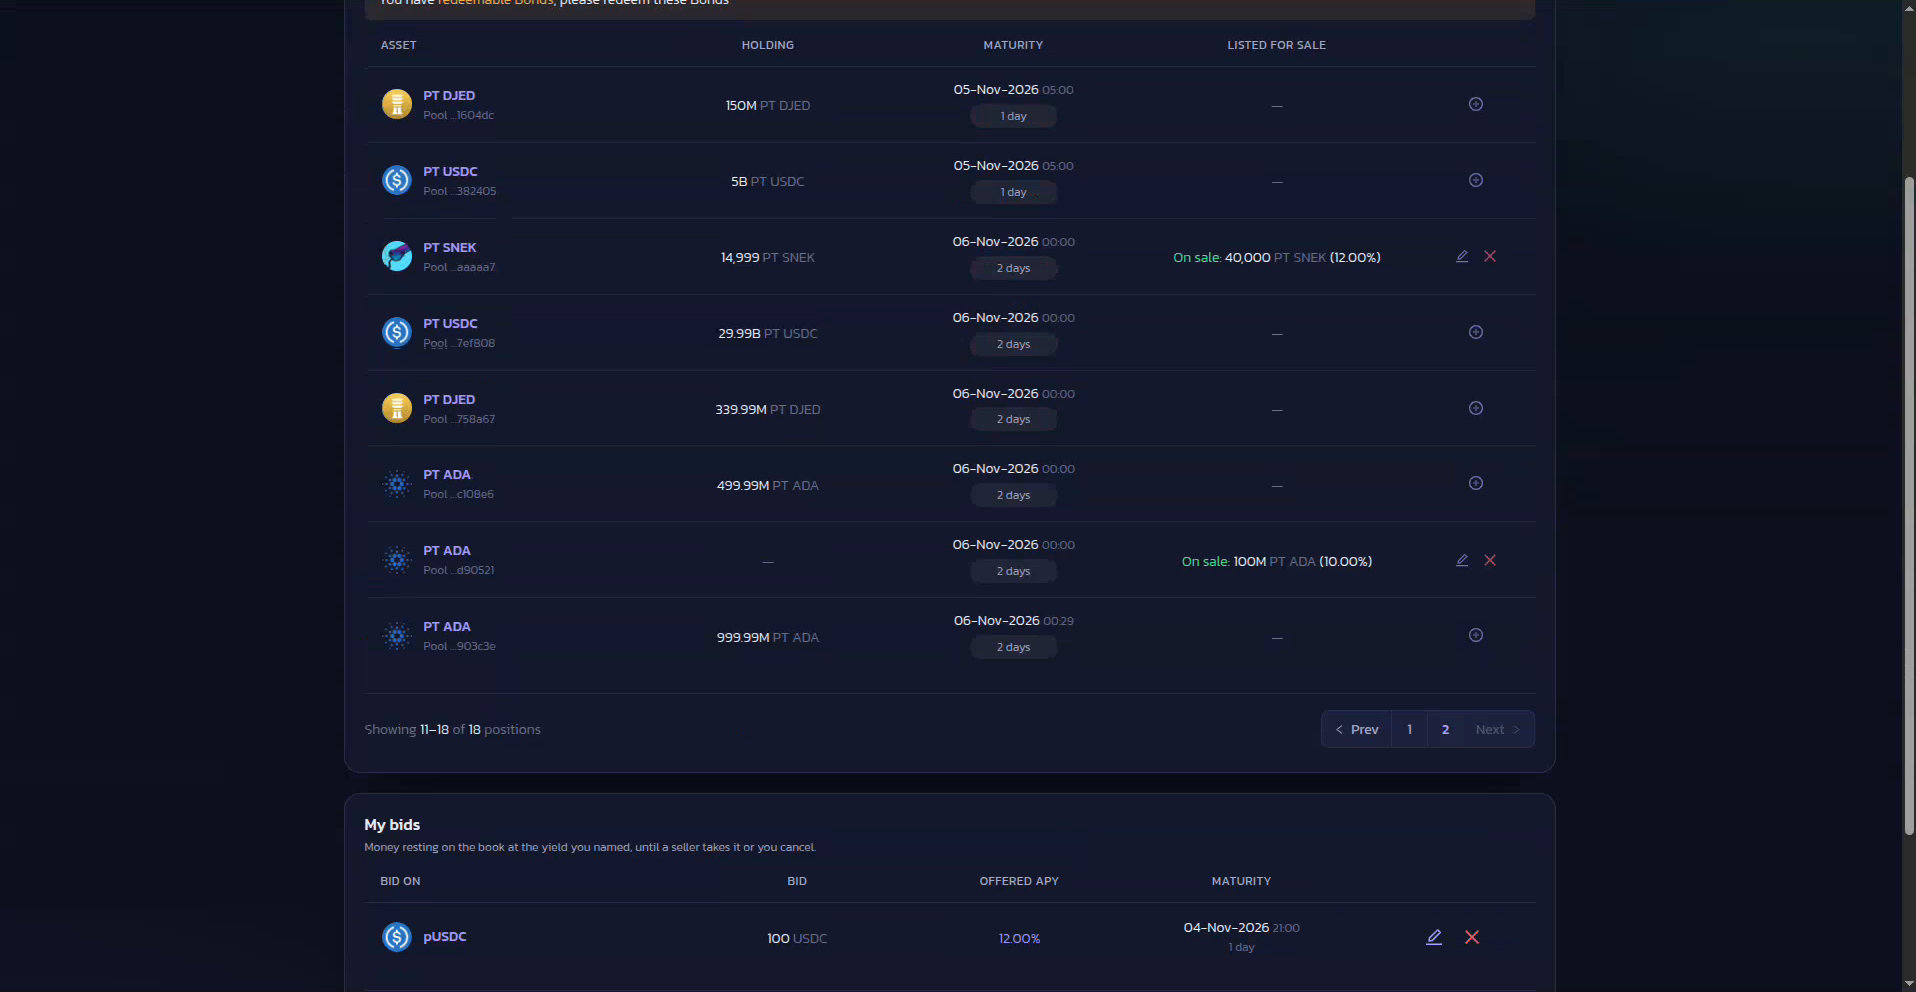 You have redeemable Bonds, please redeem these Bonds
ASSET HOLDING MATURITY LISTED FOR SALE
PT DJED
Pool ...1604dc
150M PT DJED
05-Nov-2026 05:00
1 day
—
PT USDC
Pool ...382405
5B PT USDC
05-Nov-2026 05:00
1 day
—
PT SNEK
Pool ...aaaaa7
14,999 PT SNEK
06-Nov-2026 00:00
2 days
On sale: 40,000 PT SNEK (12.00%)
PT USDC
Pool ...7ef808
29.99B PT USDC
06-Nov-2026 00:00
2 days
—
PT DJED
Pool ...758a67
339.99M PT DJED
06-Nov-2026 00:00
2 days
—
PT ADA
Pool ...c108e6
499.99M PT ADA
06-Nov-2026 00:00
2 days
—
PT ADA
Pool ...d90521
—
06-Nov-2026 00:00
2 days
On sale: 100M PT ADA (10.00%)
PT ADA
Pool ...903c3e
999.99M PT ADA
06-Nov-2026 00:29
2 days
—
Showing 11–18 of 18 positions
< Prev 1 2 Next >
My bids
Money resting on the book at the yield you named, until a seller takes it or you cancel.
BID ON BID OFFERED APY MATURITY
pUSDC
100 USDC
12.00%
04-Nov-2026 21:00
1 day